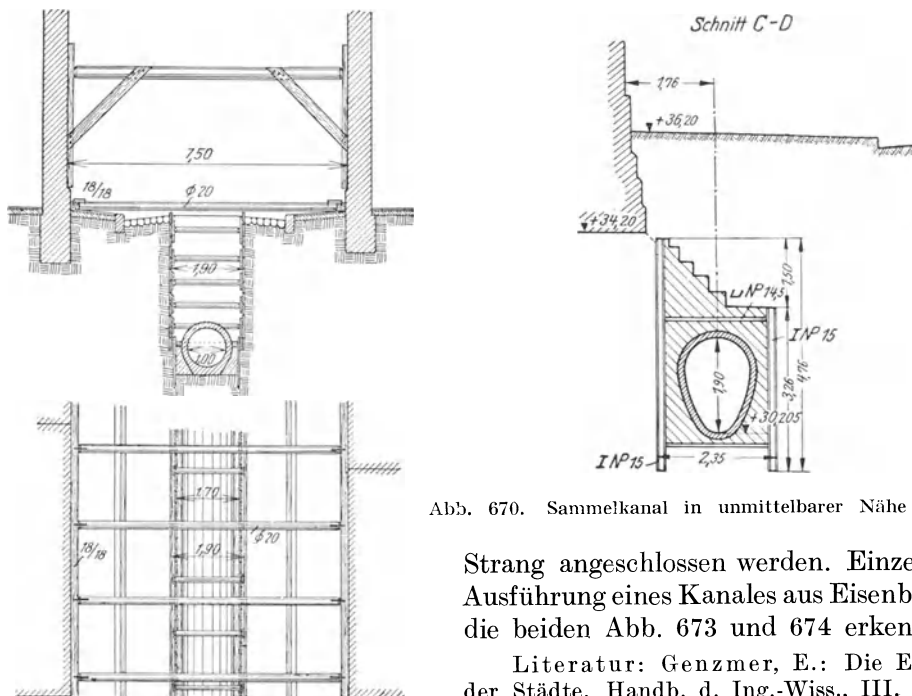 7,50
18/18
φ 20
1,90
1,00
1,70
1,90
φ 20
18/18
Schnitt C-D
1,76
+36,20
+34,20
1,50
⊔ Nº 14,5
I Nº 15
3,26
4,76
1,90
+30,205
I Nº 15
2,35
Abb. 670. Sammelkanal in unmittelbarer Nähe
Strang angeschlossen werden. Einze
Ausführung eines Kanales aus Eisenb
die beiden Abb. 673 und 674 erken
Literatur: Genzmer, E.: Die E
der Städte. Handb. d. Ing.-Wiss., III.